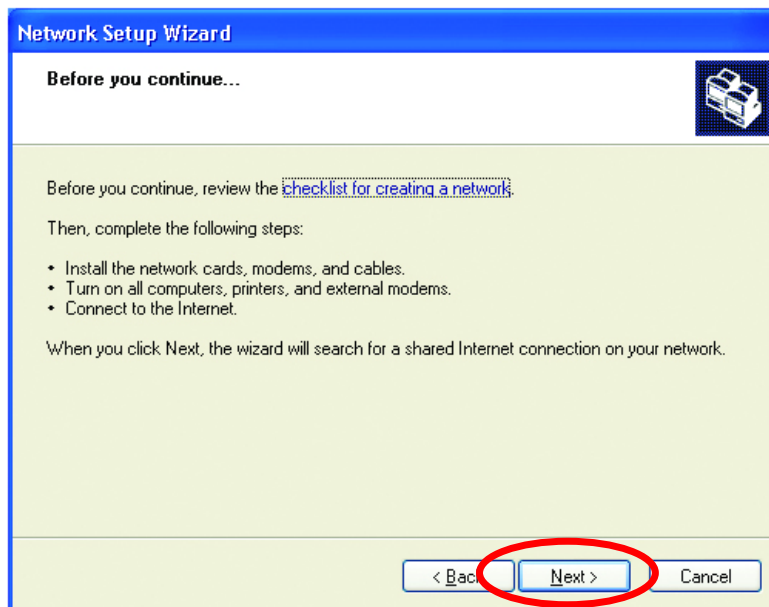 Network Setup Wizard
Before you continue...
Before you continue, review the checklist for creating a network.
Then, complete the following steps:
• Install the network cards, modems, and cables.
• Turn on all computers, printers, and external modems.
• Connect to the Internet.
When you click Next, the wizard will search for a shared Internet connection on your network.
< Back Next > Cancel